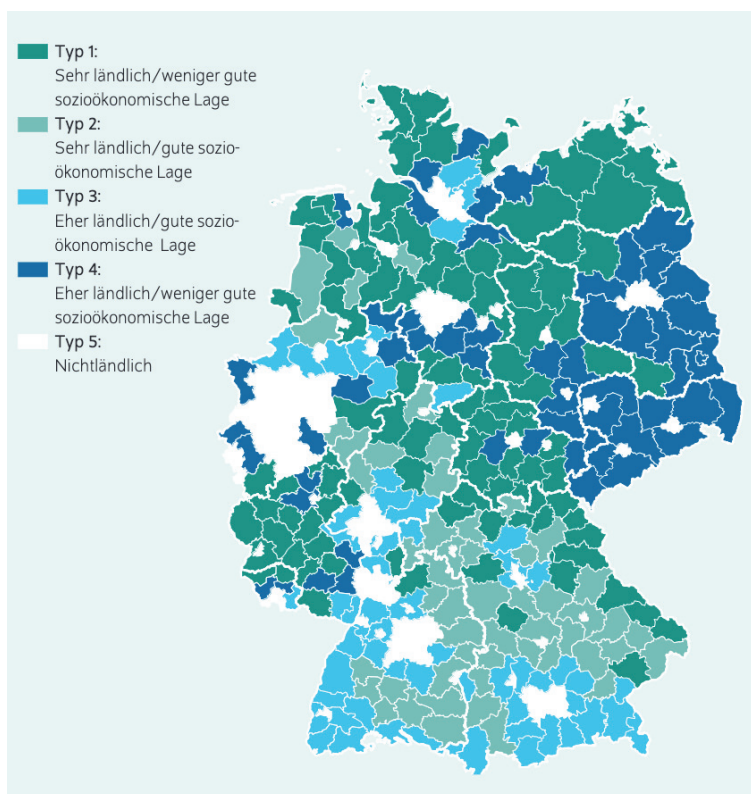 Typ 1:
Sehr ländlich/weniger gute
sozioökonomische Lage
Typ 2:
Sehr ländlich/gute sozio-
ökonomische Lage
Typ 3:
Eher ländlich/gute sozio-
ökonomische Lage
Typ 4:
Eher ländlich/weniger gute
sozioökonomische Lage
Typ 5:
Nichtländlich